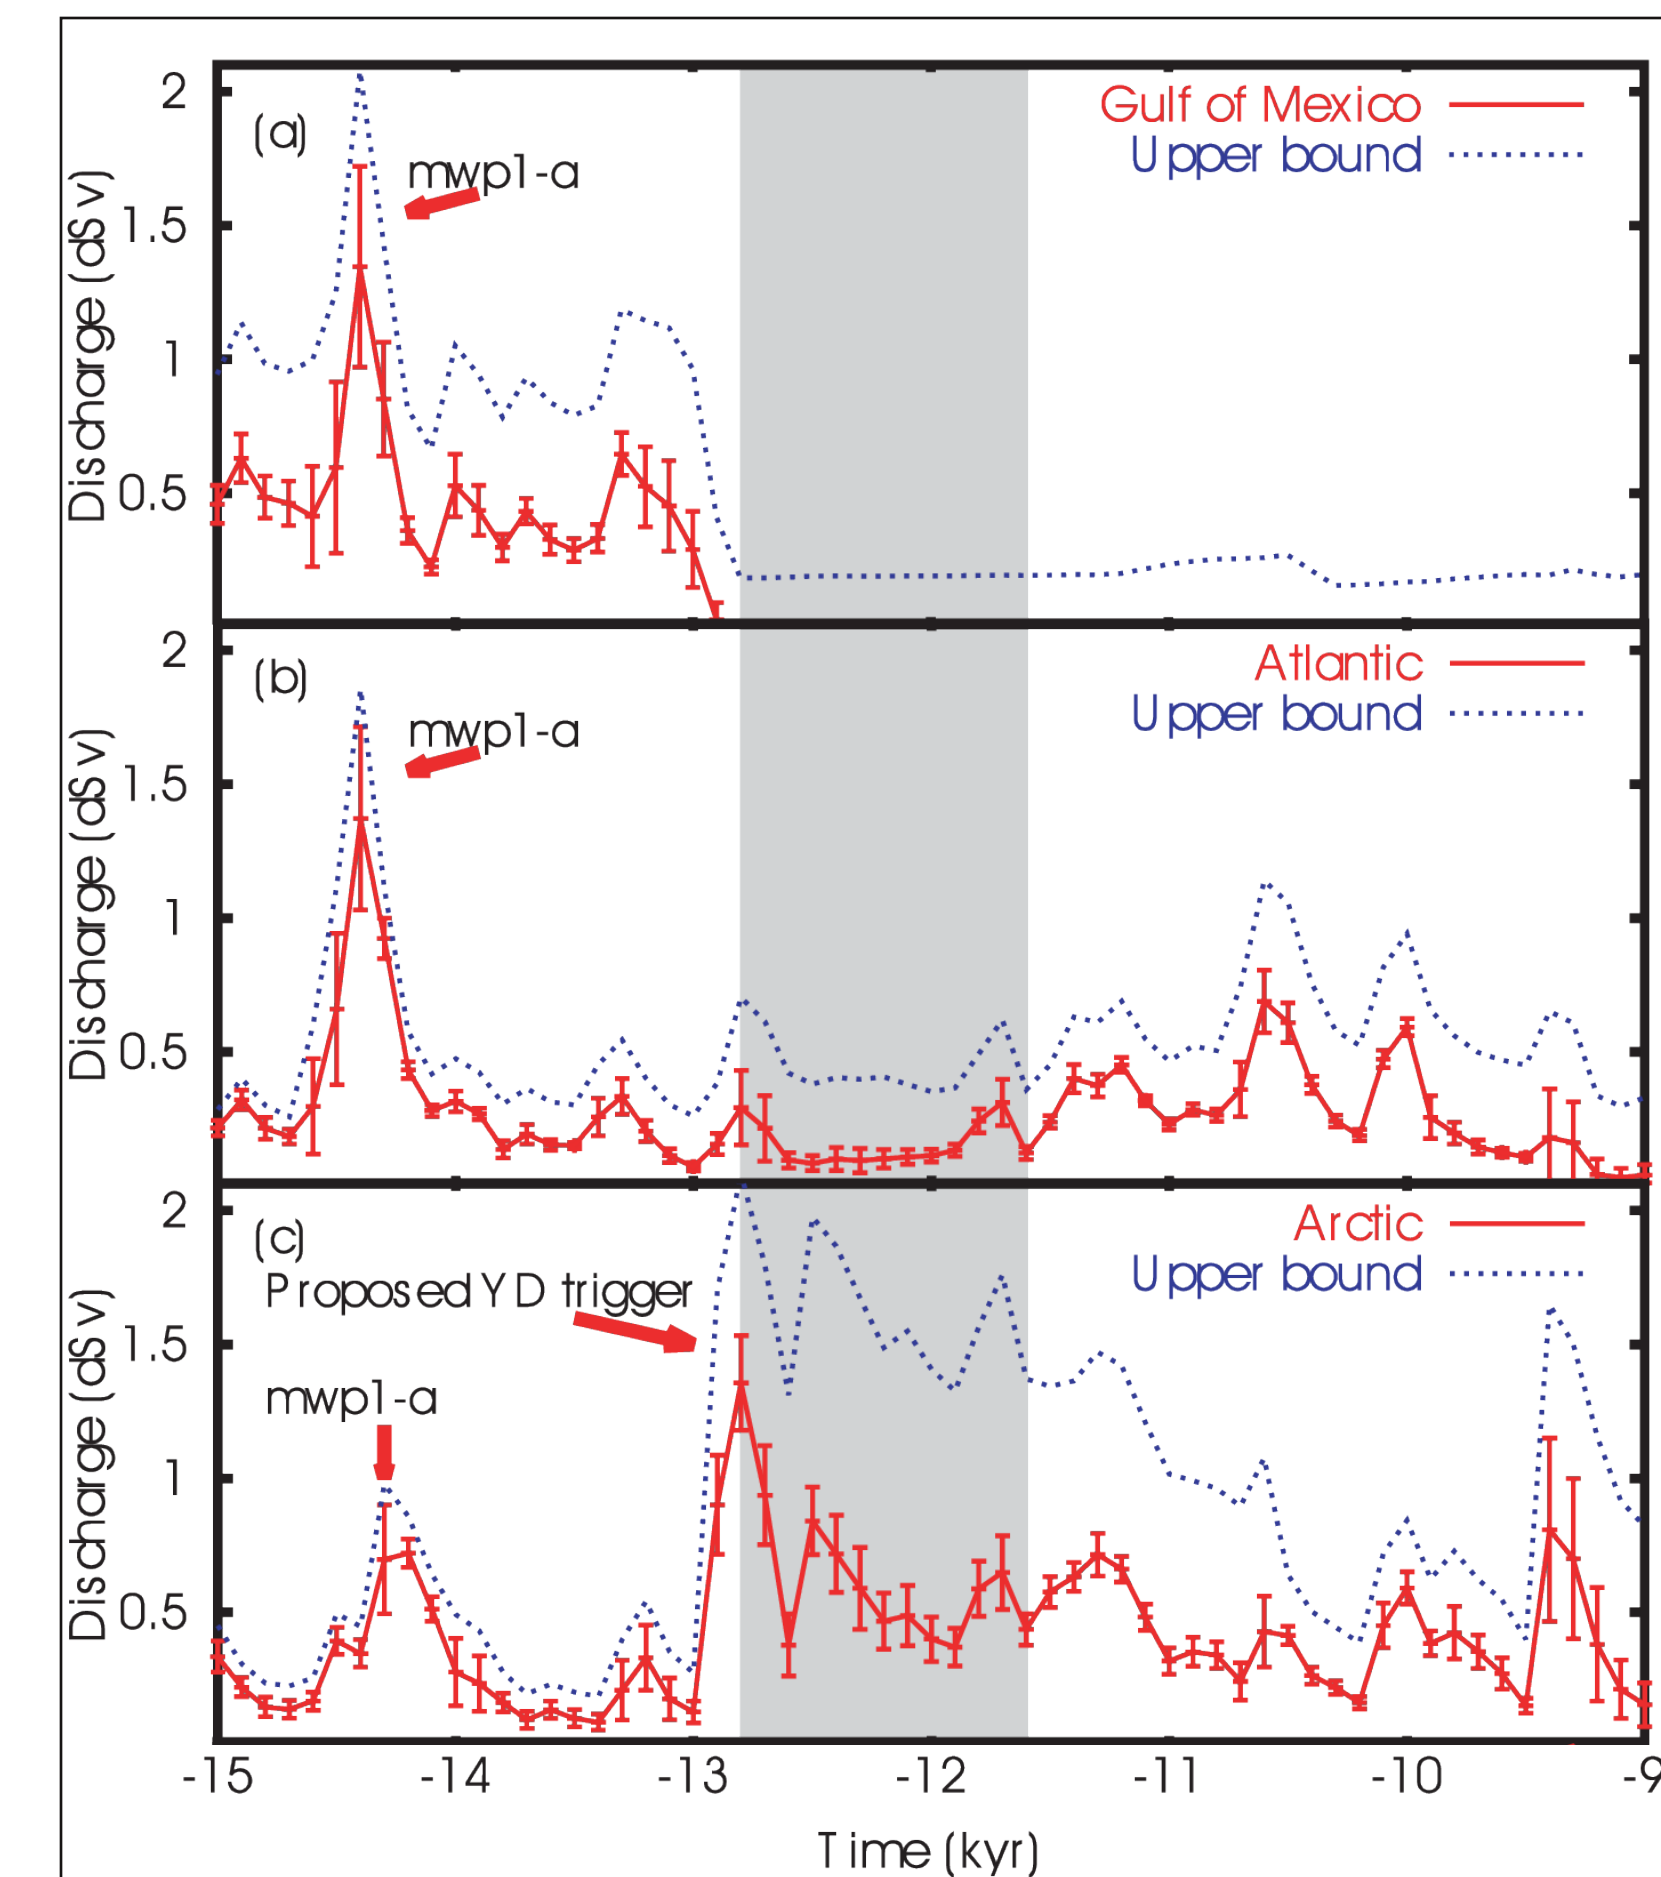 2
(a)
Gulf of Mexico
Upper bound
mwp1-a
1.5
1
0.5
Discharge (dSv)
2
(b)
Atlantic
Upper bound
mwp1-a
1.5
1
0.5
Discharge (dSv)
2
(c)
Arctic
Upper bound
Proposed YD trigger
1.5
mwp1-a
1
0.5
Discharge (dSv)
-15 -14 -13 -12 -11 -10 -9
Time (kyr)